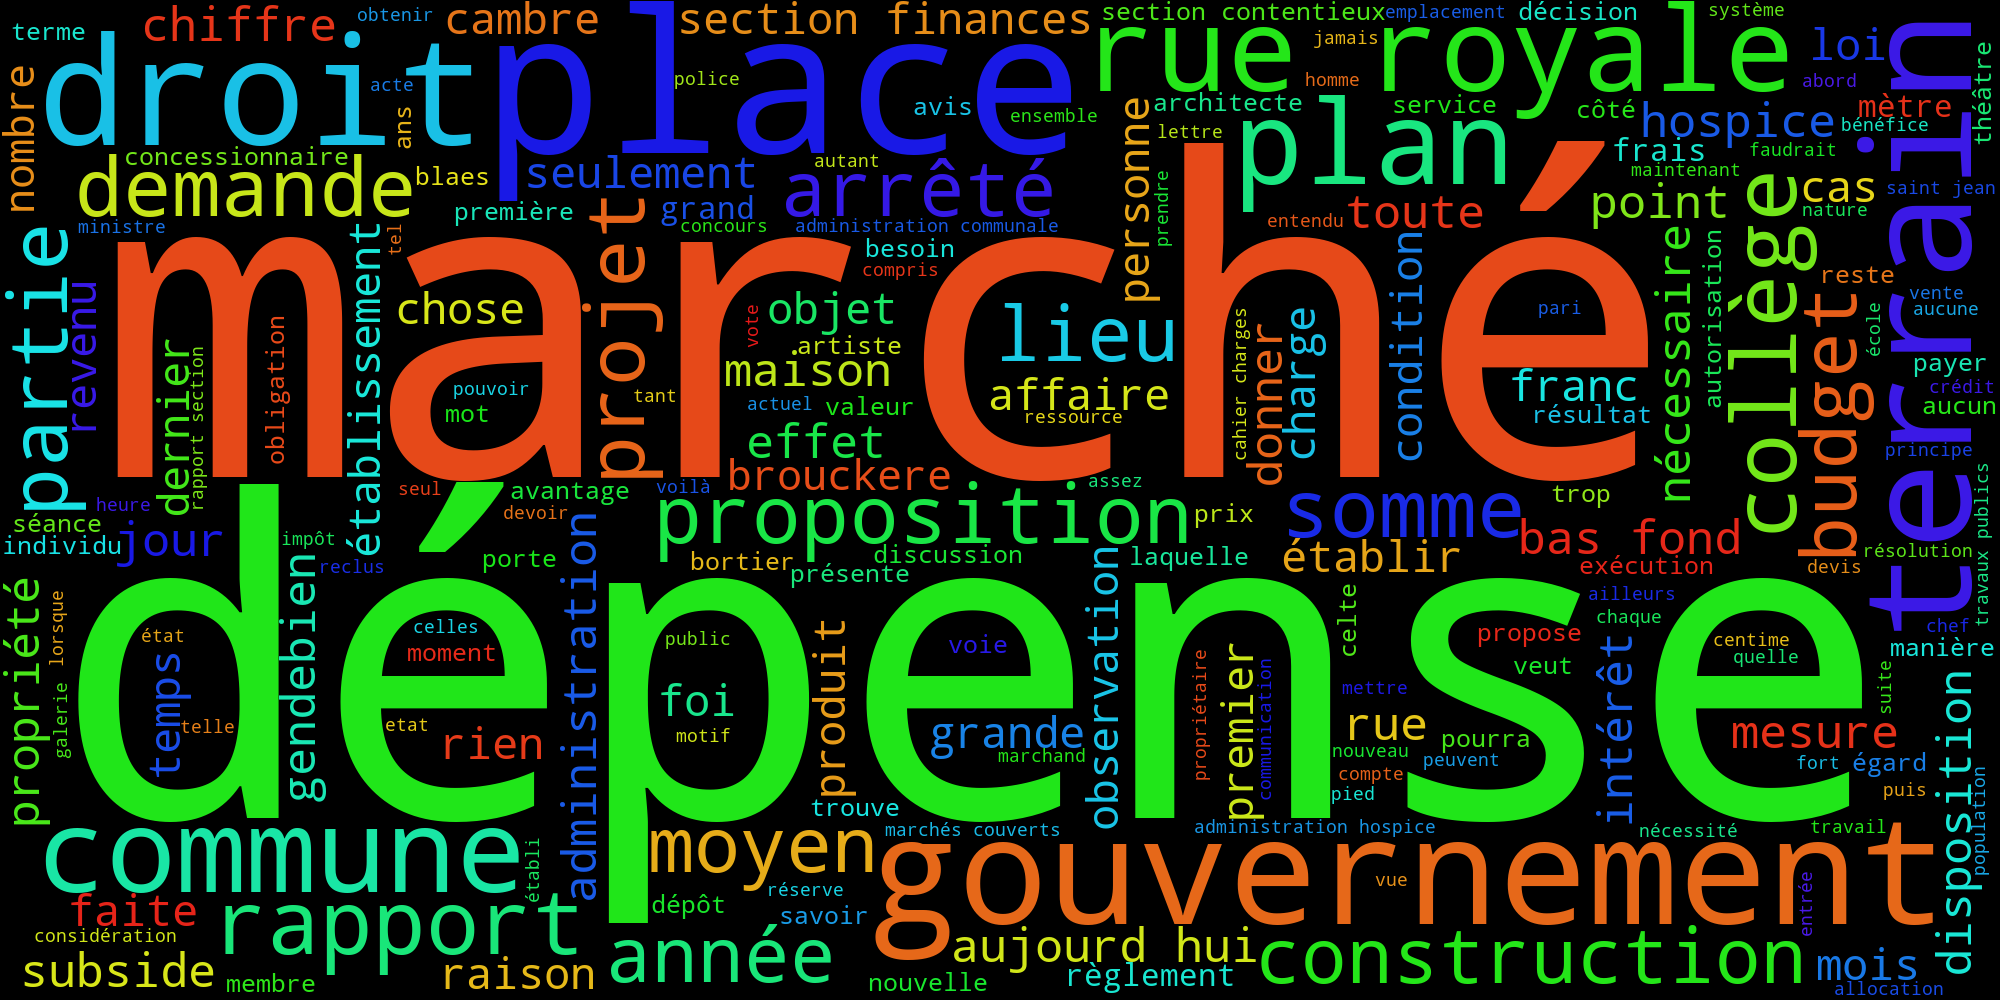 terme
chiffre
obtenir
cambre
section finances
section contentieux
emplacement
décision
système
droit
place
rue royale
jamais
loi
terrain
théâtre
nombre
acte
ans
police
avis
ensemble
homme
abord
architecte
service
côté
hospice
mètre
bénéfice
lettre
plan
personne
prendre
concessionnaire
demande
blaes
seulement
autant
arrêté
frais
faudrait
maintenant
point
cas
saint jean
nature
collège
première
grand
ministre
concours
administration communale
entendu
toute
partie
marché
établissement
tel
projet
besoin
compris
condition
nécessaire
autorisation
reste
budget
vente
aucune
revenu
chose
objet
vote
artiste
lieu
pari
école
obligation
dernier
rapport section
maison
affaire
cahier charges
donner
charge
franc
payer
crédit
aucun
pouvoir
mot
tant
actuel
valeur
ressource
résultat
effet
principe
brouckere
heure
seul
avantage
voilà
assez
trop
séance
devoir
proposition
prix
somme
bas fond
travaux publics
individu
jour
impôt
reclus
porte
bortier
discussion
présente
laquelle
établir
exécution
résolution
devis
dépense
propriété
lorsque
gendebien
administration
observation
celte
ailleurs
chaque
chef
état
celles
public
produit
voie
propose
centime
quelle
manière
temps
moment
foi
propriétaire
premier
communication
mettre
veut
intérêt
suite
galerie
telle
etat
rien
motif
grande
marchand
rue
nouveau
pourra
peuvent
mesure
disposition
compte
pied
fort
égard
puis
population
commune
établi
trouve
moyen
marchés couverts
administration hospice
nécessité
travail
gouvernement
faite
rapport
dépôt
réserve
savoir
vue
entrée
considération
année
aujourd hui
construction
subside
membre
raison
nouvelle
règlement
mois
allocation